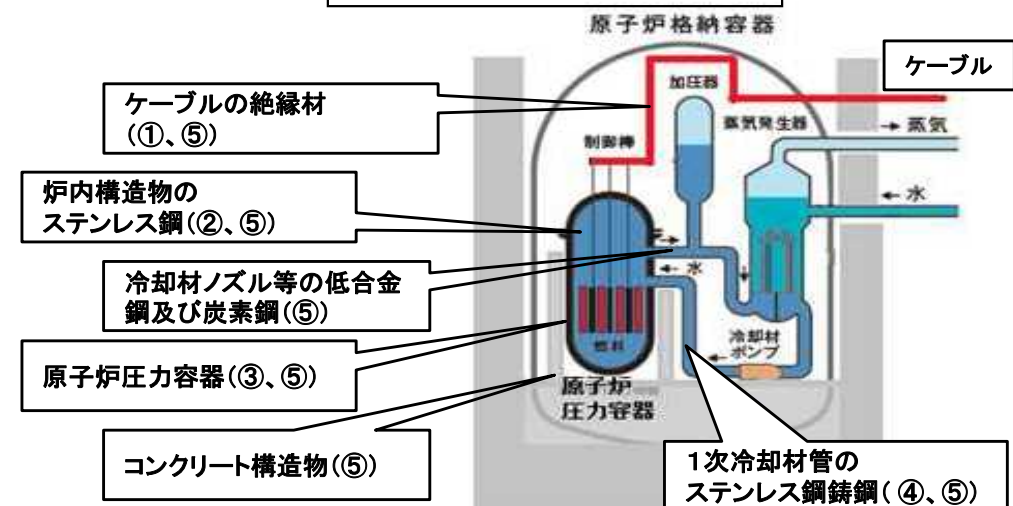 原子炉格納容器
ケーブル
ケーブルの絶縁材
(①、⑤)
加圧器
蒸気発生器
→蒸気
制御棒
炉内構造物の
ステンレス鋼(②、⑤)
←水
冷却材ノズル等の低合金
鋼及び炭素鋼(⑤)
→
←水
原子炉圧力容器(③、⑤)
燃料
冷却材
←ポンプ
原子炉
圧力容器
コンクリート構造物(⑤)
1次冷却材管の
ステンレス鋼鋳鋼(④、⑤)